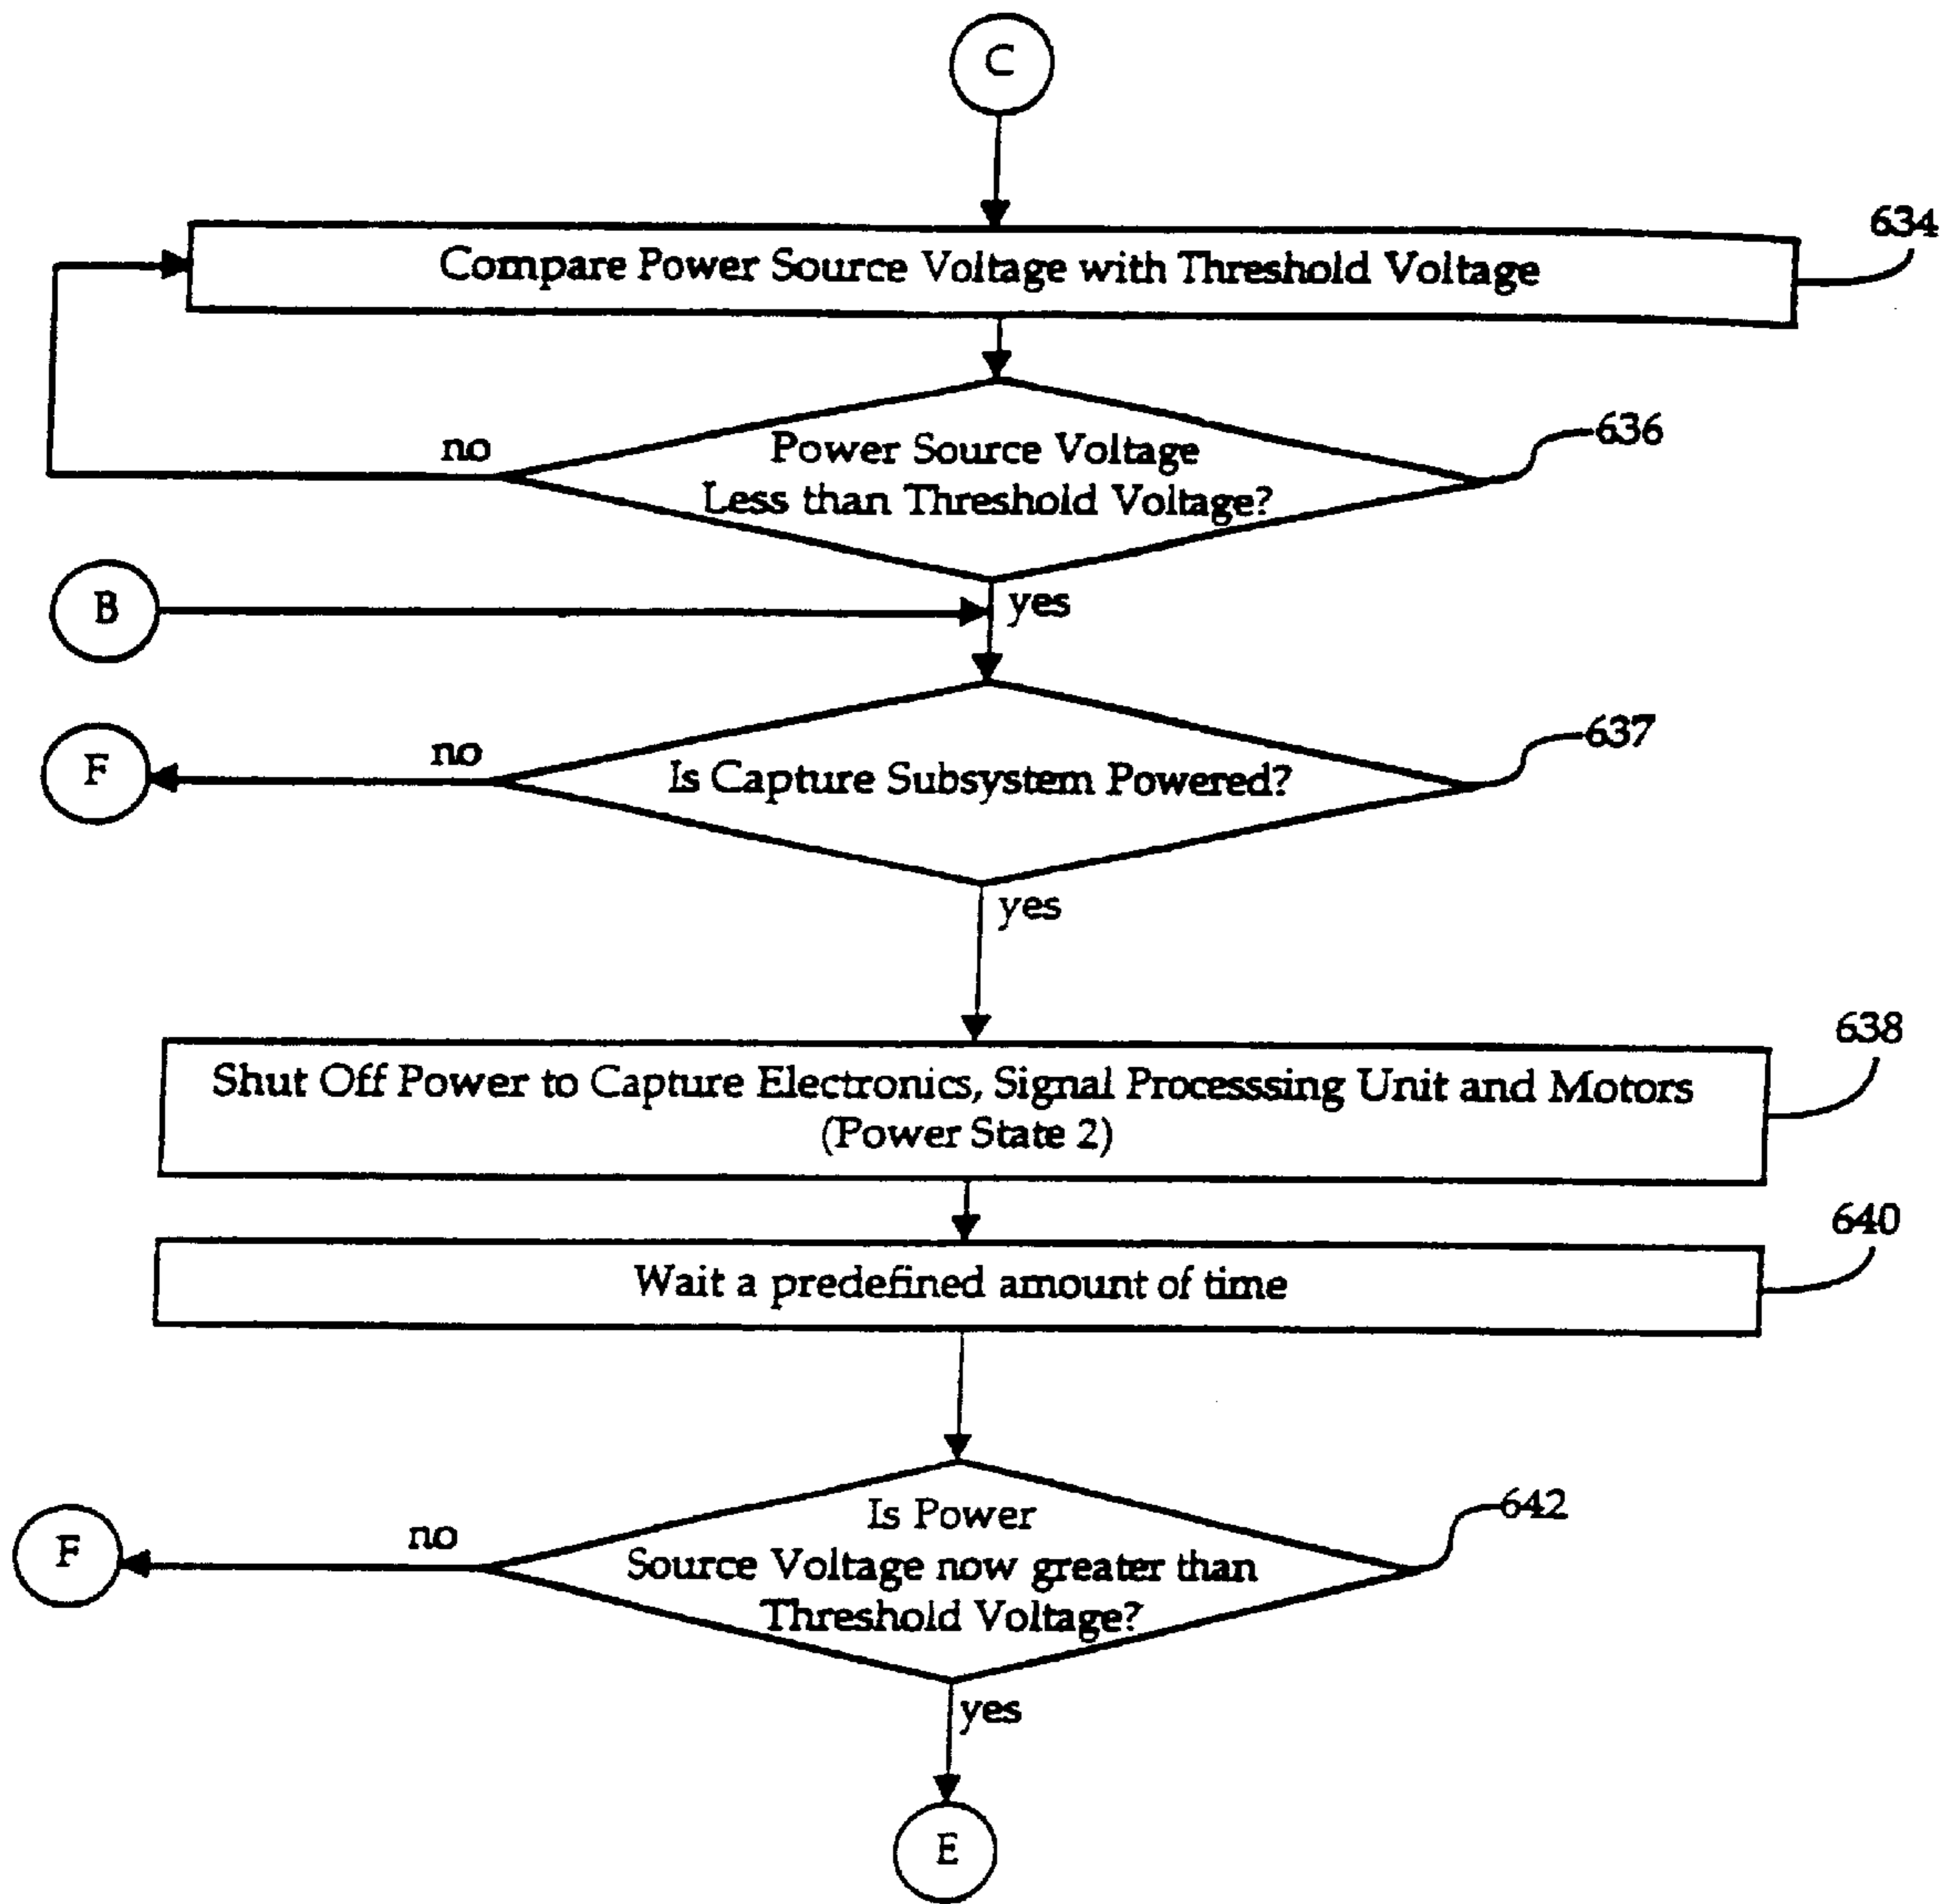 C
634
Compare Power Source Voltage with Threshold Voltage
636
no
Power Source Voltage
Less than Threshold Voltage?
B
yes
637
F
no
Is Capture Subsystem Powered?
yes
638
Shut Off Power to Capture Electronics, Signal Processsing Unit and Motors
(Power State 2)
640
Wait a predefined amount of time
642
F
no
Is Power
Source Voltage now greater than
Threshold Voltage?
yes
E